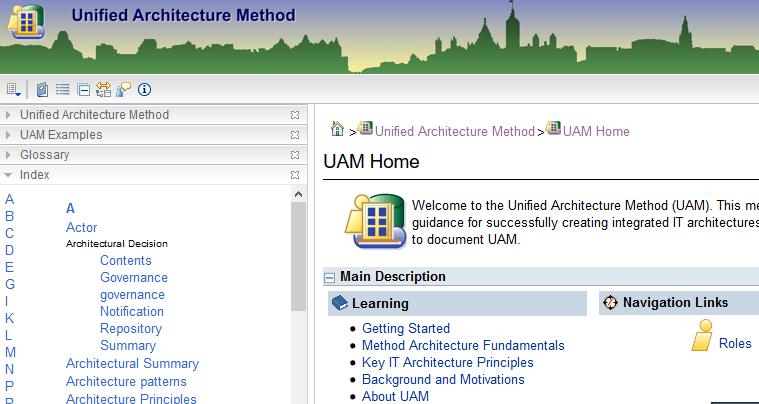 Unified Architecture Method
Unified Architecture Method
UAM Examples
Glossary
Index
A
B
C
D
E
G
I
K
L
M
N
P
R
A
Actor
Architectural Decision
Contents
Governance
governance
Notification
Repository
Summary
Architectural Summary
Architecture patterns
Architecture Principles
> Unified Architecture Method > UAM Home
UAM Home
Welcome to the Unified Architecture Method (UAM). This me
guidance for successfully creating integrated IT architectures
to document UAM.
Main Description
Learning
Getting Started
Method Architecture Fundamentals
Key IT Architecture Principles
Background and Motivations
About UAM
Navigation Links
Roles